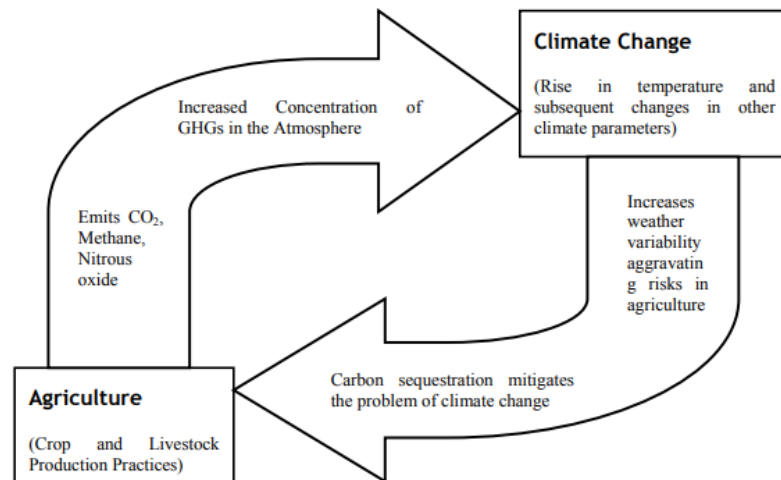 Climate Change
(Rise in temperature and
subsequent changes in other
climate parameters)
Increased Concentration of
GHGs in the Atmosphere
Emits CO₂,
Methane,
Nitrous
oxide
Increases
weather
variability
aggravatin
g risks in
agriculture
Carbon sequestration mitigates
the problem of climate change
Agriculture
(Crop and Livestock
Production Practices)